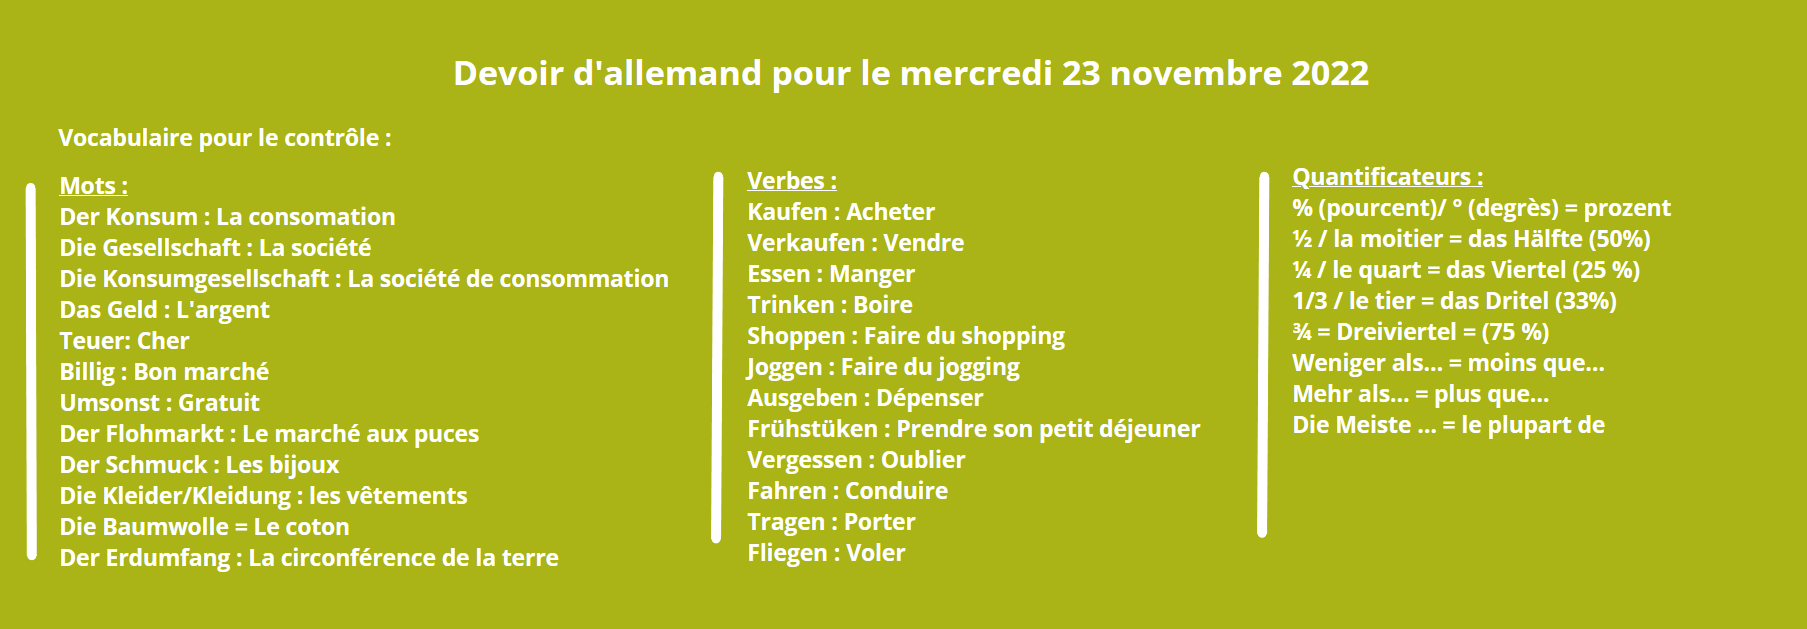 Devoir d'allemand pour le mercredi 23 novembre 2022
Vocabulaire pour le contrôle :
Mots :
Der Konsum : La consomation
Die Gesellschaft : La société
Die Konsumgesellschaft : La société de consommation
Das Geld : L'argent
Teuer: Cher
Billig : Bon marché
Umsonst : Gratuit
Der Flohmarkt : Le marché aux puces
Der Schmuck : Les bijoux
Die Kleider/Kleidung : les vêtements
Die Baumwolle = Le coton
Der Erdumfang : La circonférence de la terre
Verbes :
Kaufen : Acheter
Verkaufen : Vendre
Essen : Manger
Trinken : Boire
Shoppen : Faire du shopping
Joggen : Faire du jogging
Ausgeben : Dépenser
Frühstüken : Prendre son petit déjeuner
Vergessen : Oublier
Fahren : Conduire
Tragen : Porter
Fliegen : Voler
Quantificateurs :
% (pourcent)/ ° (degrès) = prozent
½ / la moitier = das Hälfte (50%)
¼ / le quart = das Viertel (25 %)
1/3 / le tier = das Dritel (33%)
¾ = Dreiviertel = (75 %)
Weniger als... = moins que...
Mehr als... = plus que...
Die Meiste ... = le plupart de